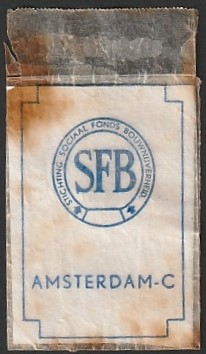 STICHTING SOCIAAL FONDS BOUWNIJVERHEID
SFB
AMSTERDAM-C